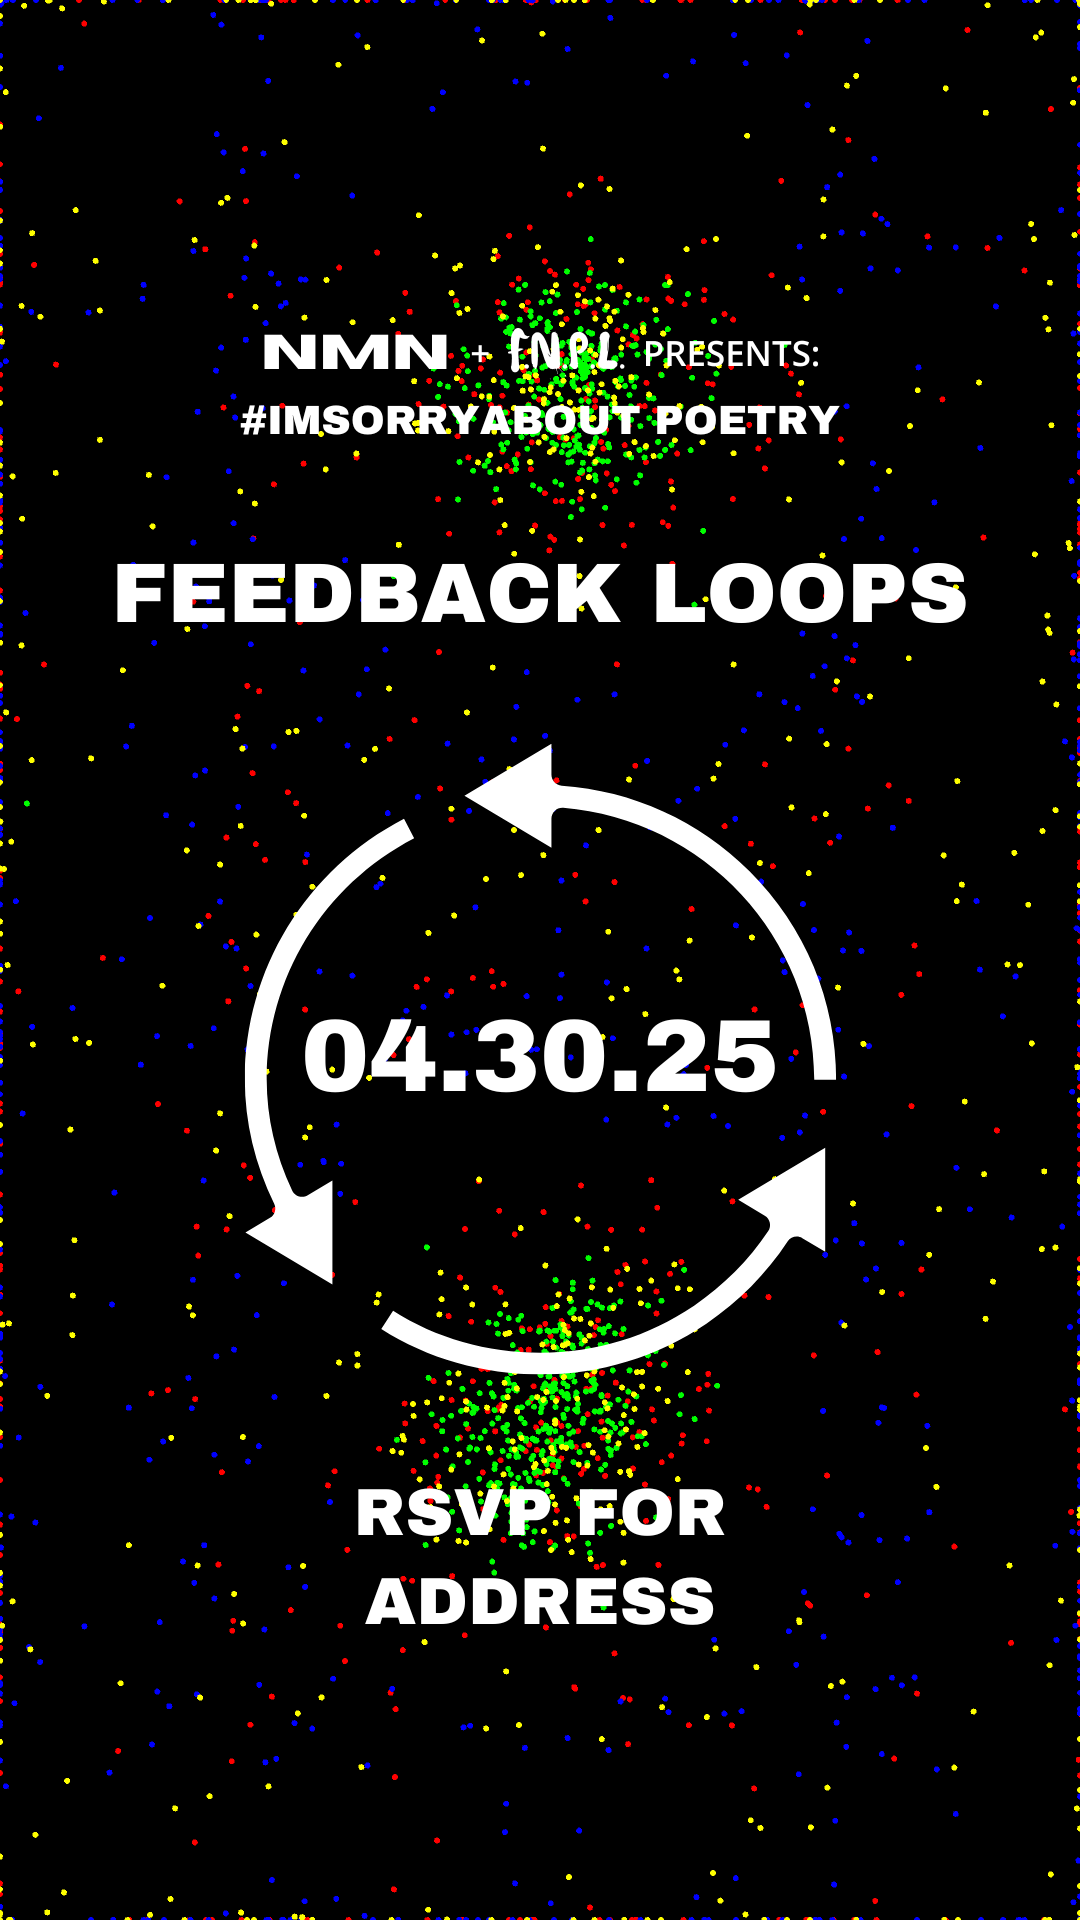 NMN + f.N.P.L. PRESENTS:
#IMSORRYABOUT POETRY
FEEDBACK LOOPS
04.30.25
RSVP FOR
ADDRESS